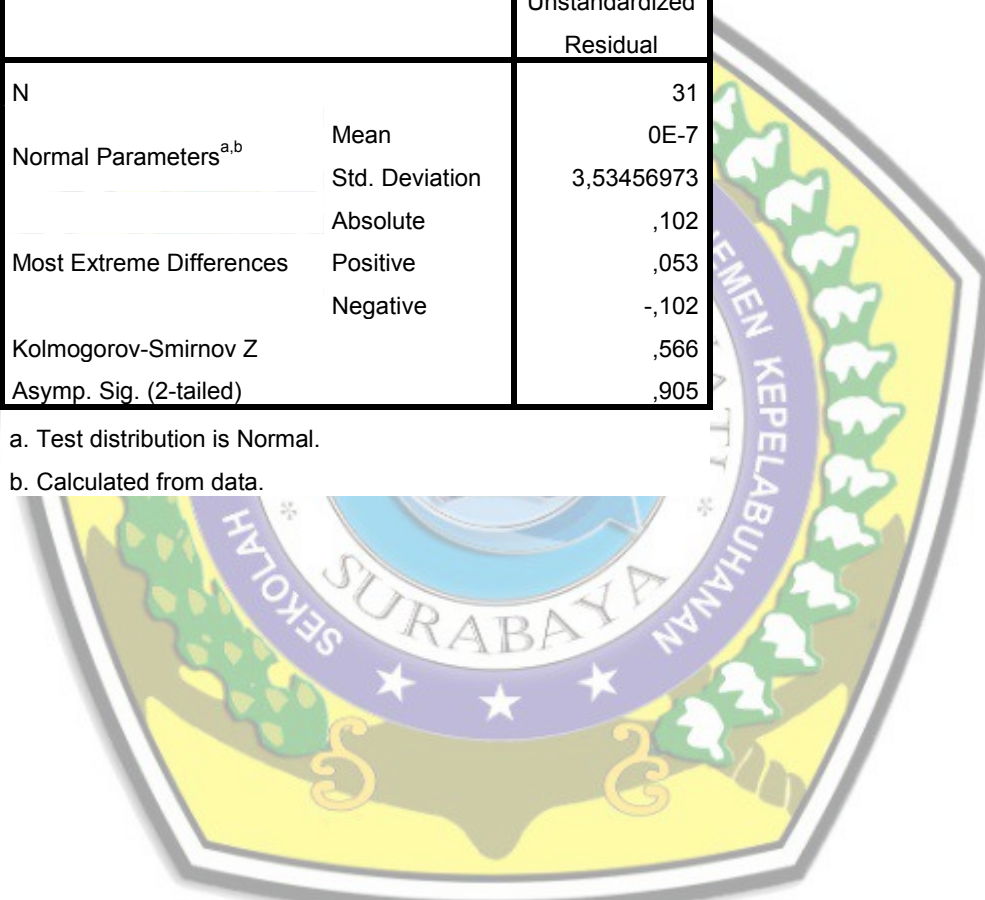 Unstandardized
Residual
N 31
Normal Parameters^a,b Mean 0E-7
Std. Deviation 3,53456973
Absolute ,102
Most Extreme Differences Positive ,053
Negative -,102
Kolmogorov-Smirnov Z ,566
Asymp. Sig. (2-tailed) ,905
a. Test distribution is Normal.
b. Calculated from data.
SEKOLAH
KEPELABUHANAN
SURABAYA